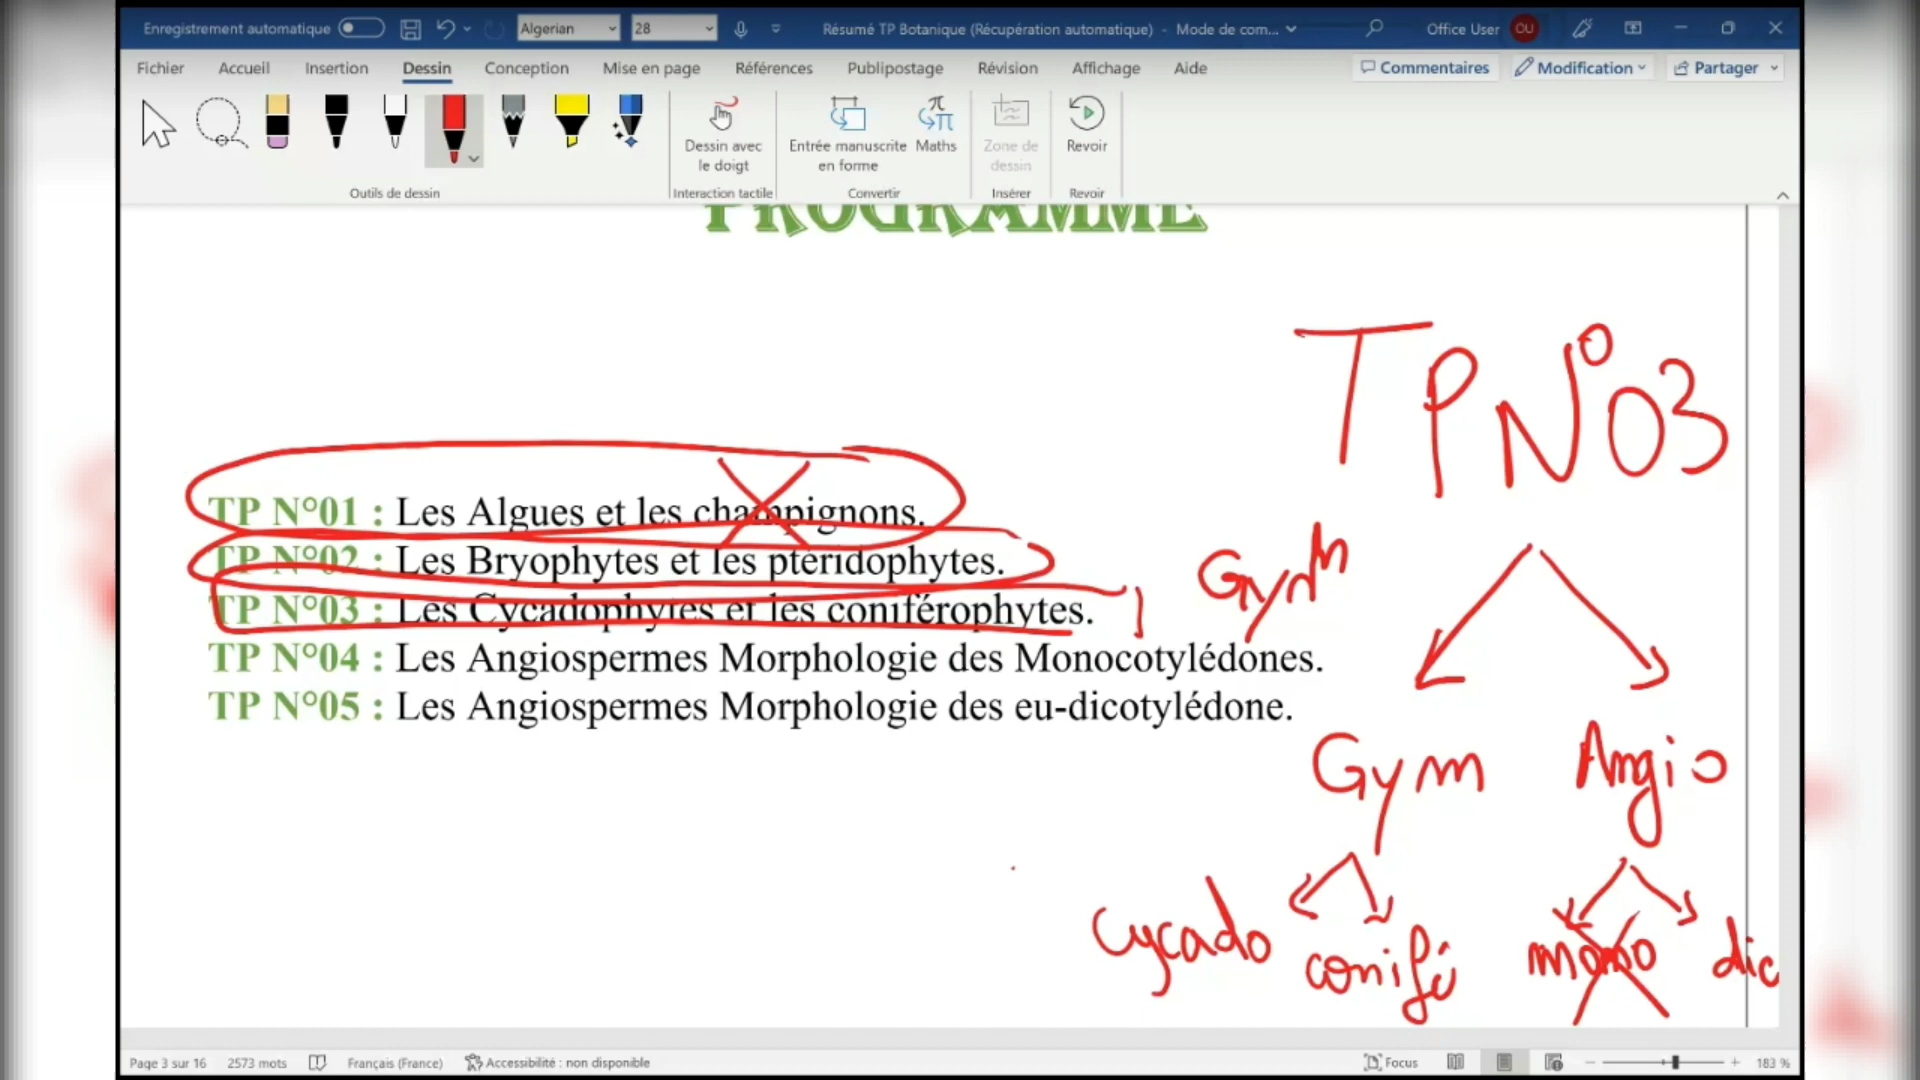 Enregistrement automatique Algerian 28 Résumé TP Botanique (Récupération automatique) - Mode de com... Office User OU
Fichier Accueil Insertion Dessin Conception Mise en page Références Publipostage Révision Affichage Aide Commentaires Modification Partager
Dessin avec le doigt
Entrée manuscrite en forme
Maths
Zone de dessin
Revoir
Outils de dessin Interaction tactile Convertir Insérer Revoir
PROGRAMME
TP N°03
TP N°01 : Les Algues et les champignons.
TP N°02 : Les Bryophytes et les ptéridophytes.
TP N°03 : Les Cycadophytes et les coniférophytes.
Gym
TP N°04 : Les Angiospermes Morphologie des Monocotylédones.
TP N°05 : Les Angiospermes Morphologie des eu-dicotylédone.
Gym Angio
Cycado conifé mono dic
Page 3 sur 16 2573 mots Français (France) Accessibilité : non disponible Focus 183 %